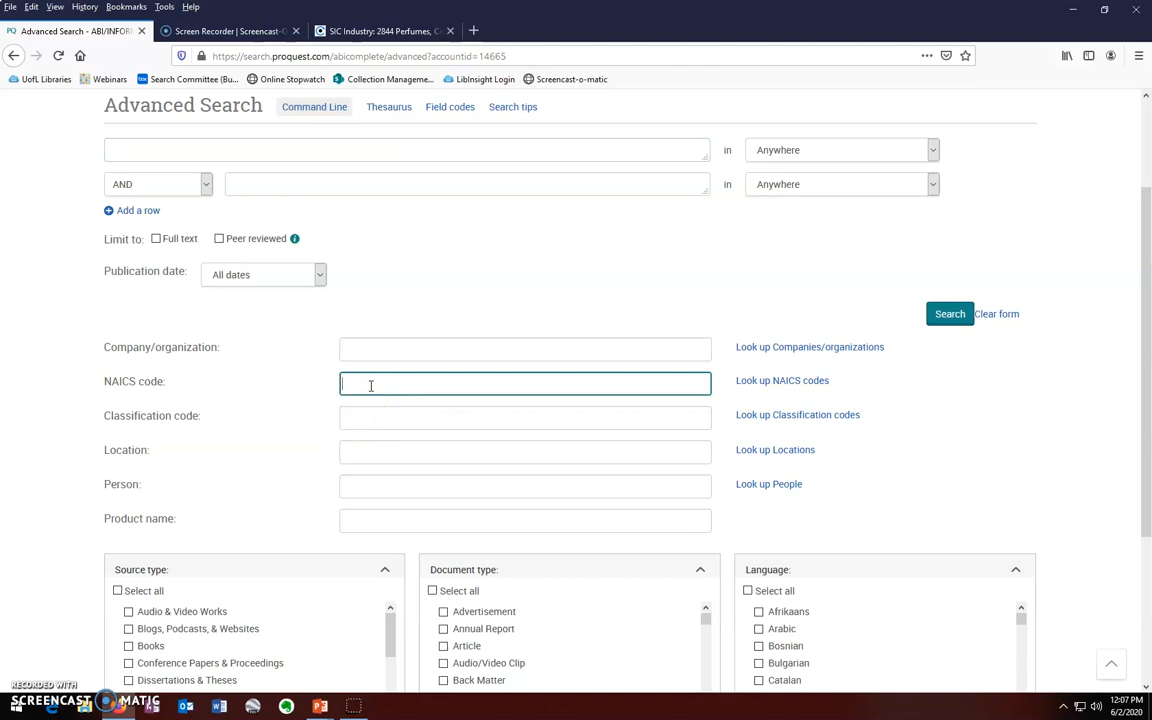 File Edit View History Bookmarks Tools Help
PQ Advanced Search - ABI/INFOR Screen Recorder | Screencast-O SIC Industry: 2844 Perfumes, C
https://search.proquest.com/abicomplete/advanced?accountid=14665
UofL Libraries Webinars Search Committee (Bu... Online Stopwatch Collection Manageme... LibInsight Login Screencast-o-matic
Advanced Search Command Line Thesaurus Field codes Search tips
in Anywhere
AND in Anywhere
Add a row
Limit to: Full text Peer reviewed
Publication date: All dates
Search Clear form
Company/organization: Look up Companies/organizations
NAICS code: Look up NAICS codes
Classification code: Look up Classification codes
Location: Look up Locations
Person: Look up People
Product name:
Source type: Document type: Language:
Select all Select all Select all
Audio & Video Works Advertisement Afrikaans
Blogs, Podcasts, & Websites Annual Report Arabic
Books Article Bosnian
Conference Papers & Proceedings Audio/Video Clip Bulgarian
Dissertations & Theses Back Matter Catalan
RECORDED WITH
SCREENCAST MATIC
12:07 PM
6/2/2020